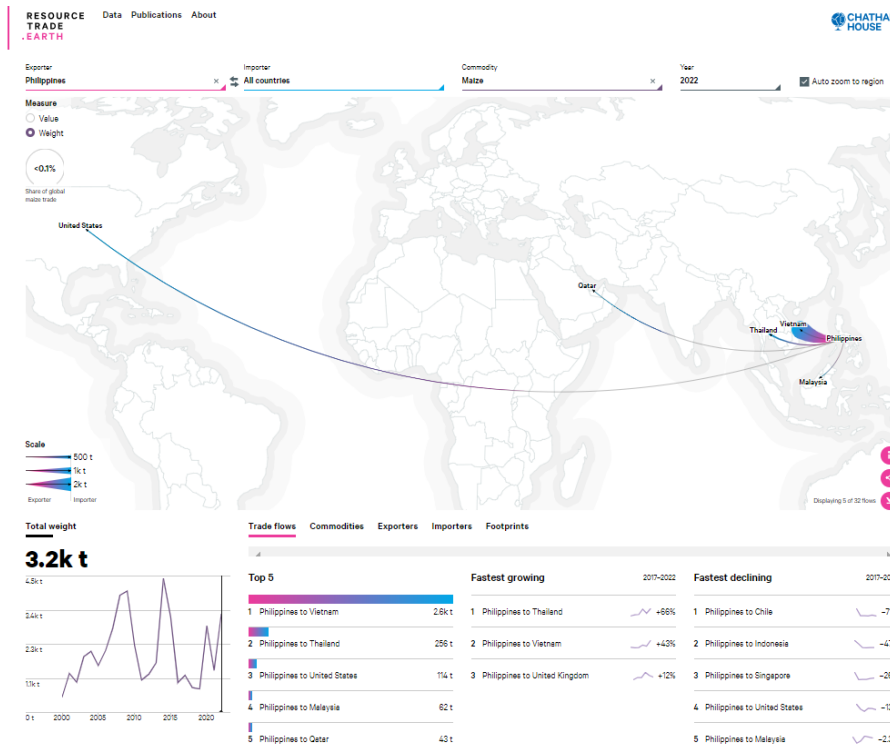 RESOURCE
TRADE
.EARTH
Data Publications About
CHATHA
HOUSE
Exporter
Philippines ×
Importer
All countries
Commodity
Maize ×
Year
2022
Auto zoom to region
Measure
Value
Weight
<0.1%
Share of global
maize trade
United States
Qatar
Vietnam
Thailand
Philippines
Malaysia
Scale
500 t
1k t
2k t
Exporter Importer
Displaying 5 of 32 flows
Total weight
3.2k t
4.5k t
3.4k t
2.3k t
1.1k t
0 t 2000 2005 2010 2015 2020
Trade flows Commodities Exporters Importers Footprints
Top 5
1 Philippines to Vietnam 2.6k t
2 Philippines to Thailand 256 t
3 Philippines to United States 114 t
4 Philippines to Malaysia 62 t
5 Philippines to Qatar 43 t
Fastest growing 2017-2022
1 Philippines to Thailand +66%
2 Philippines to Vietnam +43%
3 Philippines to United Kingdom +12%
Fastest declining 2017-20
1 Philippines to Chile
2 Philippines to Indonesia
3 Philippines to Singapore
4 Philippines to United States
5 Philippines to Malaysia